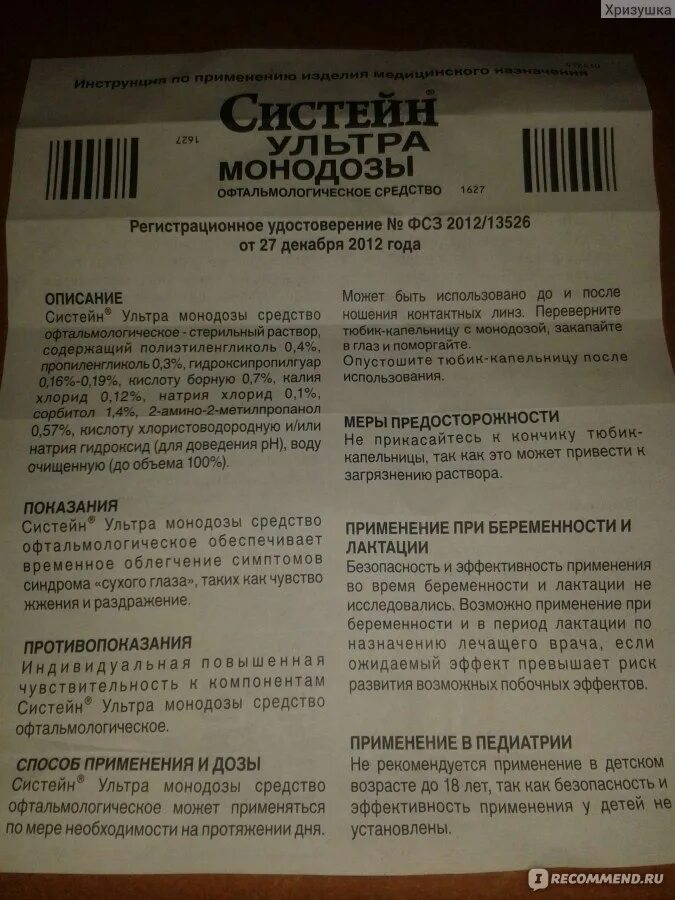 Хризушка
Инструкция по применению изделия медицинского назначения
СИСТЕЙН®
УЛЬТРА
МОНОДОЗЫ
ОФТАЛЬМОЛОГИЧЕСКОЕ СРЕДСТВО
1627
1627
Регистрационное удостоверение № ФСЗ 2012/13526
от 27 декабря 2012 года
ОПИСАНИЕ
Систейн® Ультра монодозы средство
офтальмологическое - стерильный раствор,
содержащий полиэтиленгликоль 0,4%,
пропиленгликоль 0,3%, гидроксипропилгуар
0,16%-0,19%, кислоту борную 0,7%, калия
хлорид 0,12%, натрия хлорид 0,1%,
сорбитол 1,4%, 2-амино-2-метилпропанол
0,57%, кислоту хлористоводородную и/или
натрия гидроксид (для доведения pH), воду
очищенную (до объема 100%).
ПОКАЗАНИЯ
Систейн® Ультра монодозы средство
офтальмологическое обеспечивает
временное облегчение симптомов
синдрома «сухого глаза», таких как чувство
жжения и раздражение.
ПРОТИВОПОКАЗАНИЯ
Индивидуальная повышенная
чувствительность к компонентам
Систейн® Ультра монодозы средство
офтальмологическое.
СПОСОБ ПРИМЕНЕНИЯ И ДОЗЫ
Систейн® Ультра монодозы средство
офтальмологическое может применяться
по мере необходимости на протяжении дня.
Может быть использовано до и после
ношения контактных линз. Переверните
тюбик-капельницу с монодозой, закапайте
в глаз и поморгайте.
Опустошите тюбик-капельницу после
использования.
МЕРЫ ПРЕДОСТОРОЖНОСТИ
Не прикасайтесь к кончику тюбик-
капельницы, так как это может привести к
загрязнению раствора.
ПРИМЕНЕНИЕ ПРИ БЕРЕМЕННОСТИ И
ЛАКТАЦИИ
Безопасность и эффективность применения
во время беременности и лактации не
исследовались. Возможно применение при
беременности и в период лактации по
назначению лечащего врача, если
ожидаемый эффект превышает риск
развития возможных побочных эффектов.
ПРИМЕНЕНИЕ В ПЕДИАТРИИ
Не рекомендуется применение в детском
возрасте до 18 лет, так как безопасность и
эффективность применения у детей не
установлены.
IRECOMMEND.RU